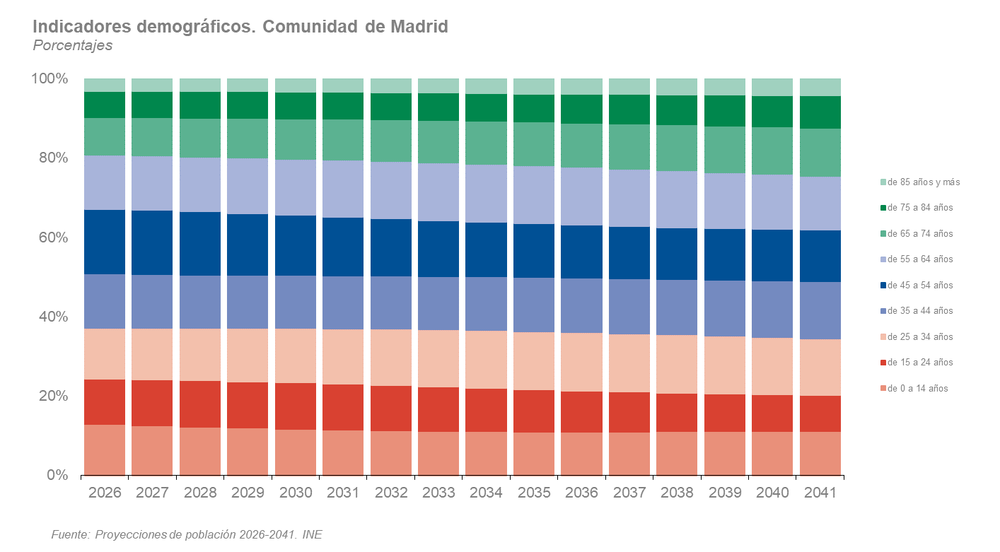 Indicadores demográficos. Comunidad de Madrid
Porcentajes
100%
80%
60%
40%
20%
0%
2026 2027 2028 2029 2030 2031 2032 2033 2034 2035 2036 2037 2038 2039 2040 2041
de 85 años y más
de 75 a 84 años
de 65 a 74 años
de 55 a 64 años
de 45 a 54 años
de 35 a 44 años
de 25 a 34 años
de 15 a 24 años
de 0 a 14 años
Fuente: Proyecciones de población 2026-2041. INE